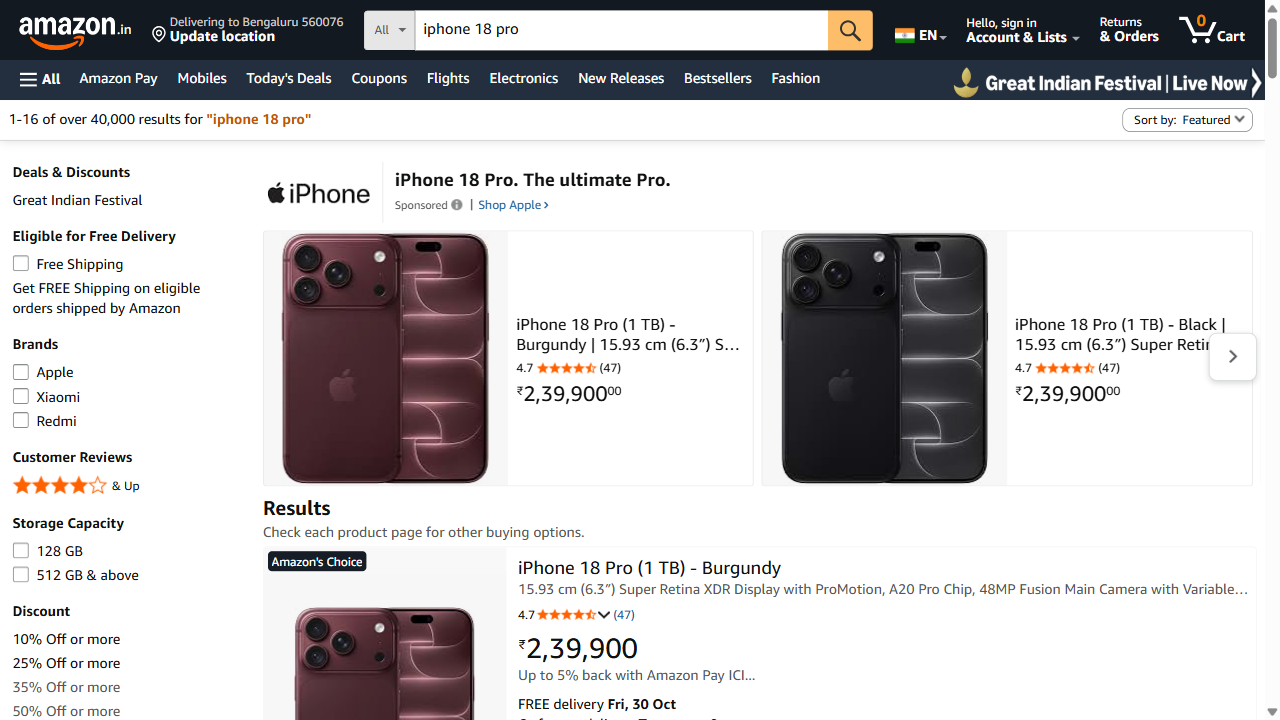 amazon.in
Delivering to Bengaluru 560076
Update location
All
iphone 18 pro
EN
Hello, sign in
Account & Lists
Returns
& Orders
0
Cart
All
Amazon Pay
Mobiles
Today's Deals
Coupons
Flights
Electronics
New Releases
Bestsellers
Fashion
Great Indian Festival | Live Now
1-16 of over 40,000 results for "iphone 18 pro"
Sort by: Featured
Deals & Discounts
Great Indian Festival
Eligible for Free Delivery
Free Shipping
Get FREE Shipping on eligible
orders shipped by Amazon
Brands
Apple
Xiaomi
Redmi
Customer Reviews
& Up
Storage Capacity
128 GB
512 GB & above
Discount
10% Off or more
25% Off or more
35% Off or more
50% Off or more
iPhone
iPhone 18 Pro. The ultimate Pro.
Sponsored | Shop Apple ›
iPhone 18 Pro (1 TB) -
Burgundy | 15.93 cm (6.3″) S…
4.7 (47)
₹2,39,90000
iPhone 18 Pro (1 TB) - Black |
15.93 cm (6.3″) Super Retin
4.7 (47)
₹2,39,90000
Results
Check each product page for other buying options.
Amazon's Choice
iPhone 18 Pro (1 TB) - Burgundy
15.93 cm (6.3″) Super Retina XDR Display with ProMotion, A20 Pro Chip, 48MP Fusion Main Camera with Variable…
4.7 (47)
₹2,39,900
Up to 5% back with Amazon Pay ICI…
FREE delivery Fri, 30 Oct